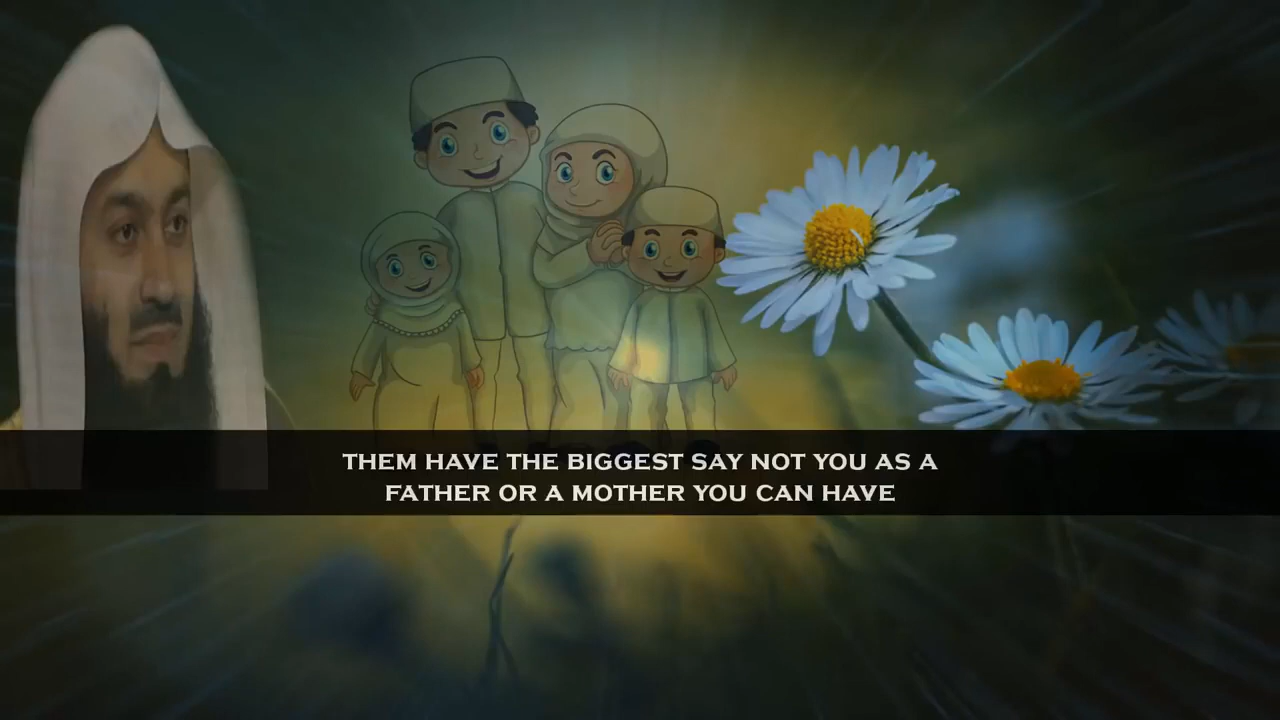 THEM HAVE THE BIGGEST SAY NOT YOU AS A
FATHER OR A MOTHER YOU CAN HAVE